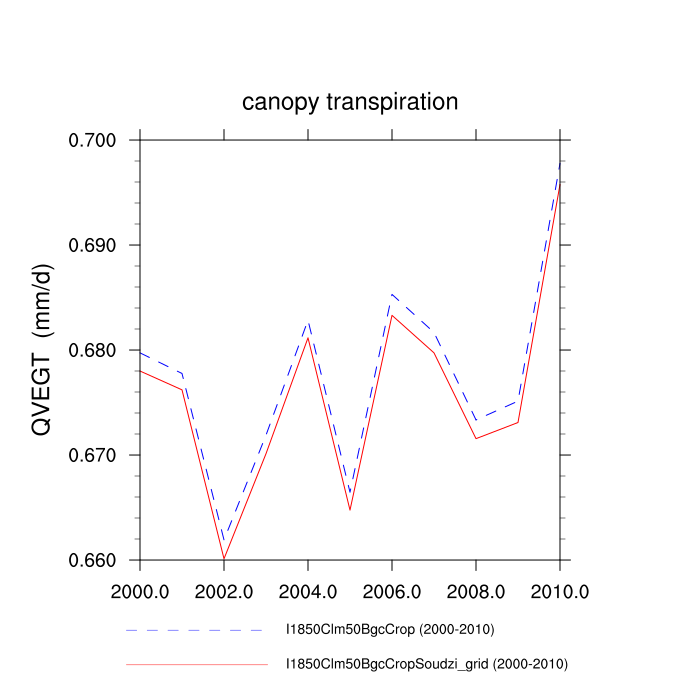 canopy transpiration
0.700
0.690
0.680
0.670
0.660
QVEGT (mm/d)
2000.0 2002.0 2004.0 2006.0 2008.0 2010.0
I1850Clm50BgcCrop (2000-2010)
I1850Clm50BgcCropSoudzi_grid (2000-2010)